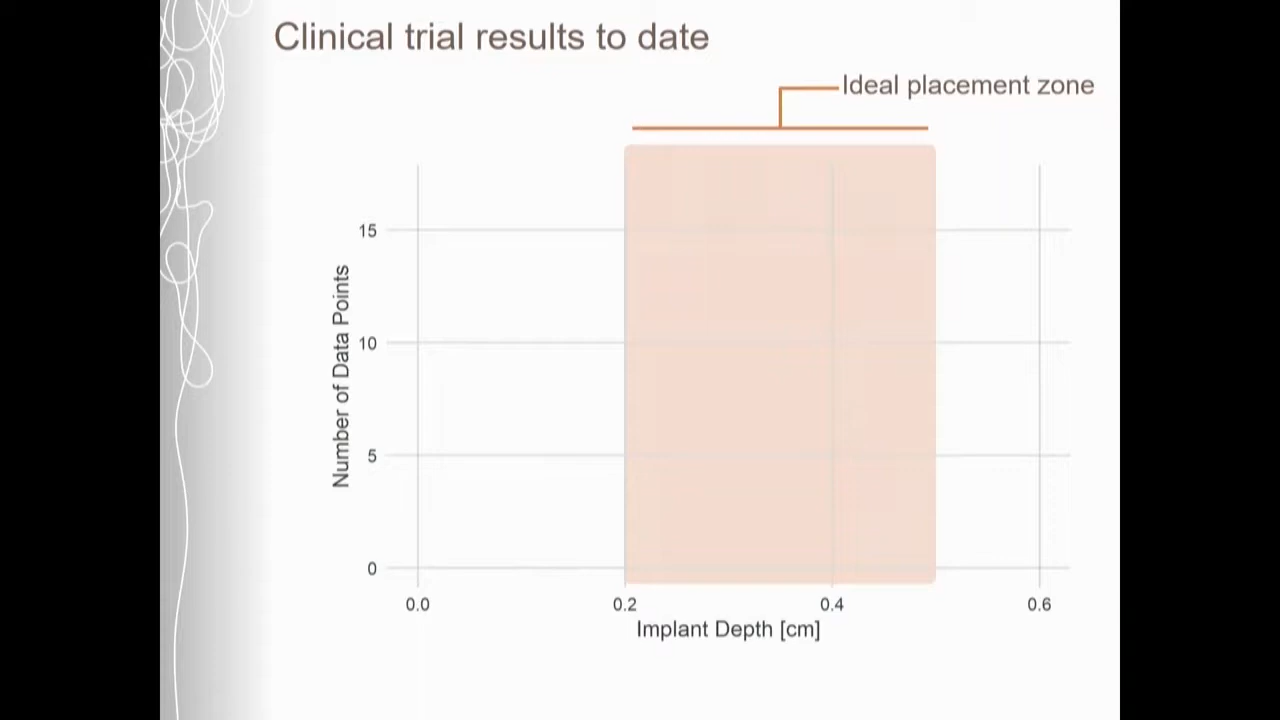 Clinical trial results to date
Ideal placement zone
15
10
5
0
Number of Data Points
0.0 0.2 0.4 0.6
Implant Depth [cm]